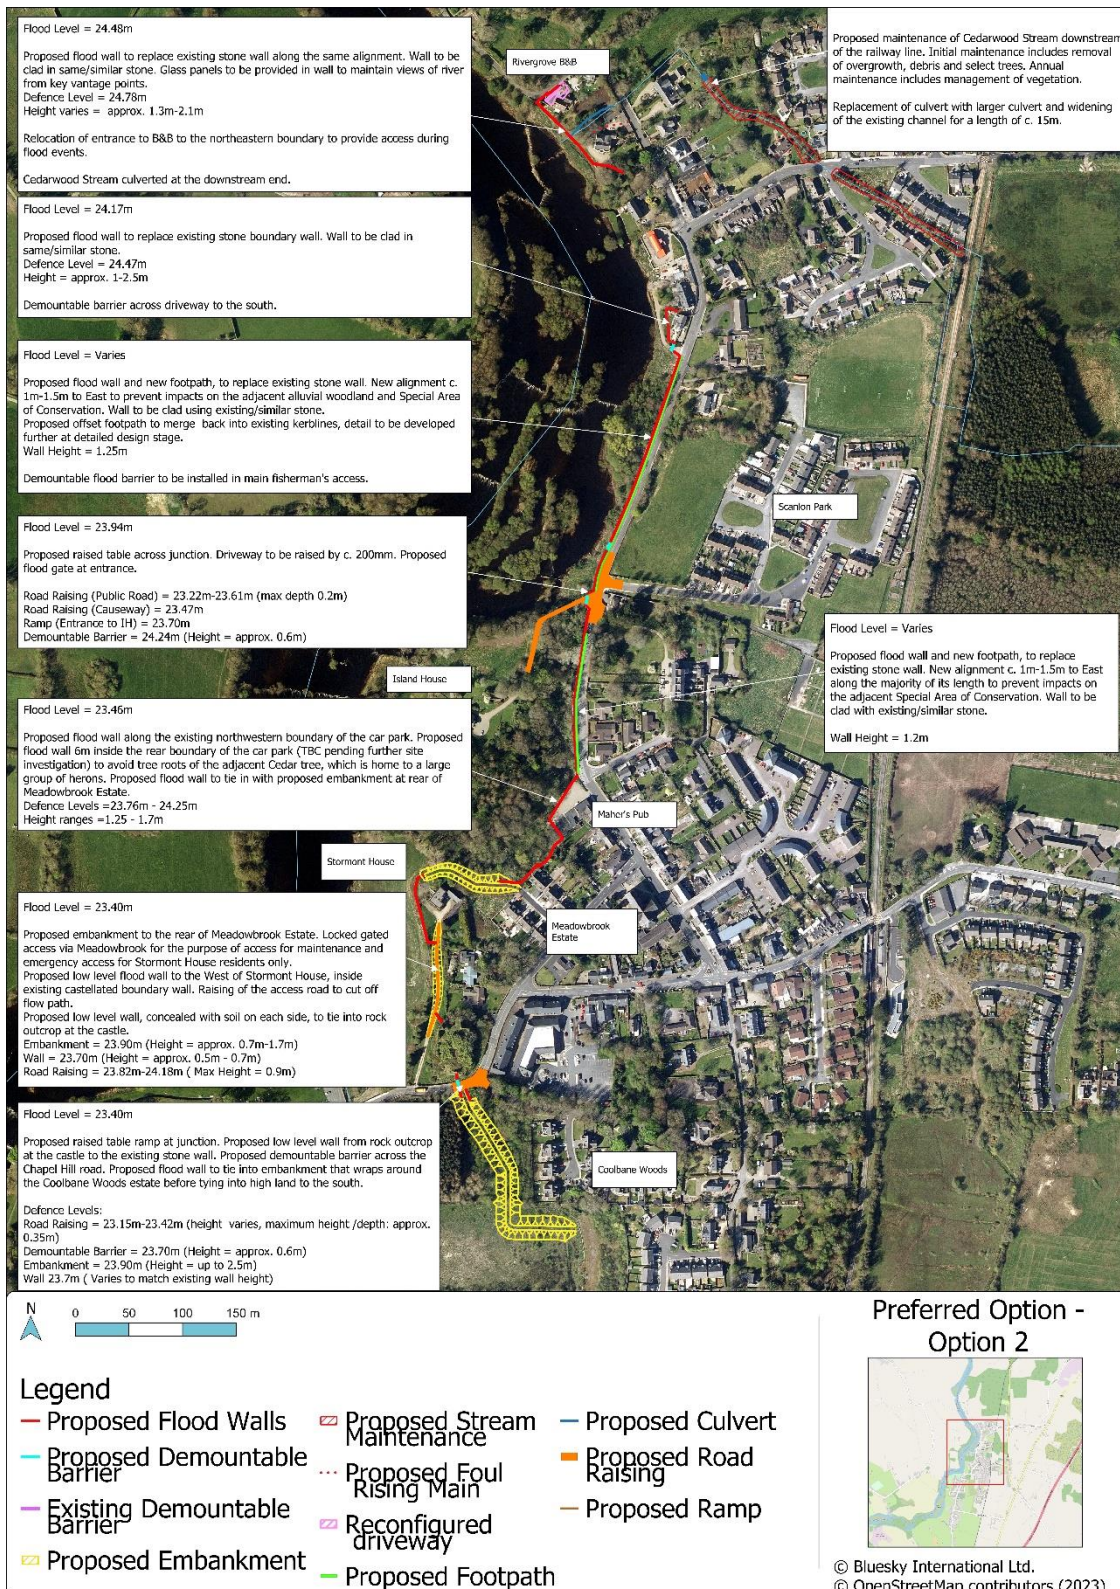 Flood Level = 24.48m
Proposed flood wall to replace existing stone wall along the same alignment. Wall to be
clad in same/similar stone. Glass panels to be provided in wall to maintain views of river
from key vantage points.
Defence Level = 24.78m
Height varies = approx. 1.3m-2.1m
Relocation of entrance to B&B to the northeastern boundary to provide access during
flood events.
Cedarwood Stream culverted at the downstream end.
Flood Level = 24.17m
Proposed flood wall to replace existing stone boundary wall. Wall to be clad in
same/similar stone.
Defence Level = 24.47m
Height = approx. 1-2.5m
Demountable barrier across driveway to the south.
Flood Level = Varies
Proposed flood wall and new footpath, to replace existing stone wall. New alignment c.
1m-1.5m to East to prevent impacts on the adjacent alluvial woodland and Special Area
of Conservation. Wall to be clad using existing/similar stone.
Proposed offset footpath to merge back into existing kerblines, detail to be developed
further at detailed design stage.
Wall Height = 1.25m
Demountable flood barrier to be installed in main fisherman's access.
Flood Level = 23.94m
Proposed raised table across junction. Driveway to be raised by c. 200mm. Proposed
flood gate at entrance.
Road Raising (Public Road) = 23.22m-23.61m (max depth 0.2m)
Road Raising (Causeway) = 23.47m
Ramp (Entrance to IH) = 23.70m
Demountable Barrier = 24.24m (Height = approx. 0.6m)
Flood Level = 23.46m
Proposed flood wall along the existing northwestern boundary of the car park. Proposed
flood wall 6m inside the rear boundary of the car park (TBC pending further site
investigation) to avoid tree roots of the adjacent Cedar tree, which is home to a large
group of herons. Proposed flood wall to tie in with proposed embankment at rear of
Meadowbrook Estate.
Defence Levels =23.76m - 24.25m
Height ranges =1.25 - 1.7m
Flood Level = 23.40m
Proposed embankment to the rear of Meadowbrook Estate. Locked gated
access via Meadowbrook for the purpose of access for maintenance and
emergency access for Stormont House residents only.
Proposed low level flood wall to the West of Stormont House, inside
existing castellated boundary wall. Raising of the access road to cut off
flow path.
Proposed low level wall, concealed with soil on each side, to tie into rock
outcrop at the castle.
Embankment = 23.90m (Height = approx. 0.7m-1.7m)
Wall = 23.70m (Height = approx. 0.5m - 0.7m)
Road Raising = 23.82m-24.18m ( Max Height = 0.9m)
Flood Level = 23.40m
Proposed raised table ramp at junction. Proposed low level wall from rock outcrop
at the castle to the existing stone wall. Proposed demountable barrier across the
Chapel Hill road. Proposed flood wall to tie into embankment that wraps around
the Coolbane Woods estate before tying into high land to the south.
Defence Levels:
Road Raising = 23.15m-23.42m (height varies, maximum height /depth: approx.
0.35m)
Demountable Barrier = 23.70m (Height = approx. 0.6m)
Embankment = 23.90m (Height = up to 2.5m)
Wall 23.7m ( Varies to match existing wall height)
Rivergrove B&B
Proposed maintenance of Cedarwood Stream downstream
of the railway line. Initial maintenance includes removal
of overgrowth, debris and select trees. Annual
maintenance includes management of vegetation.
Replacement of culvert with larger culvert and widening
of the existing channel for a length of c. 15m.
Scanlon Park
Island House
Flood Level = Varies
Proposed flood wall and new footpath, to replace
existing stone wall. New alignment c. 1m-1.5m to East
along the majority of its length to prevent impacts on
the adjacent Special Area of Conservation. Wall to be
clad with existing/similar stone.
Wall Height = 1.2m
Maher's Pub
Stormont House
Meadowbrook
Estate
Coolbane Woods
N
0 50 100 150 m
Legend
Proposed Flood Walls
Proposed Demountable
Barrier
Existing Demountable
Barrier
Proposed Embankment
Proposed Stream
Maintenance
Proposed Foul
Rising Main
Reconfigured
driveway
Proposed Footpath
Proposed Culvert
Proposed Road
Raising
Proposed Ramp
Preferred Option -
Option 2
© Bluesky International Ltd.
© OpenStreetMap contributors (2023)